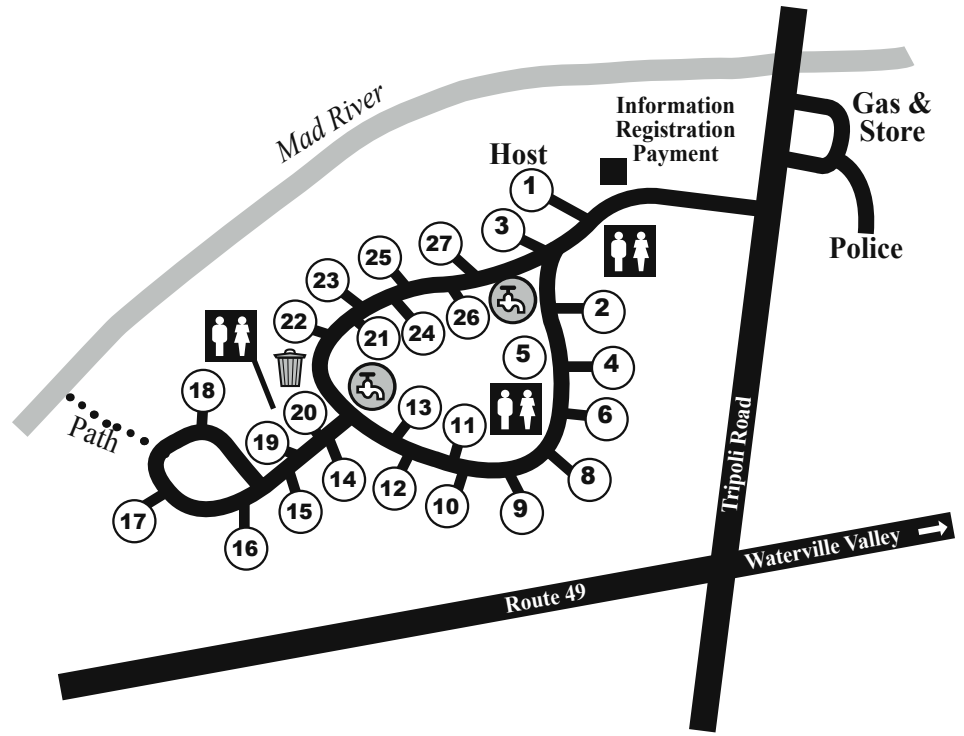 Mad River
Information
Registration
Payment
Gas &
Store
Host
1
3
Police
27
25
23
26
2
22
21
24
5
4
18
20
13
6
11
19
14
8
12
15
10
9
17
16
Path
Tripoli Road
Waterville Valley
Route 49